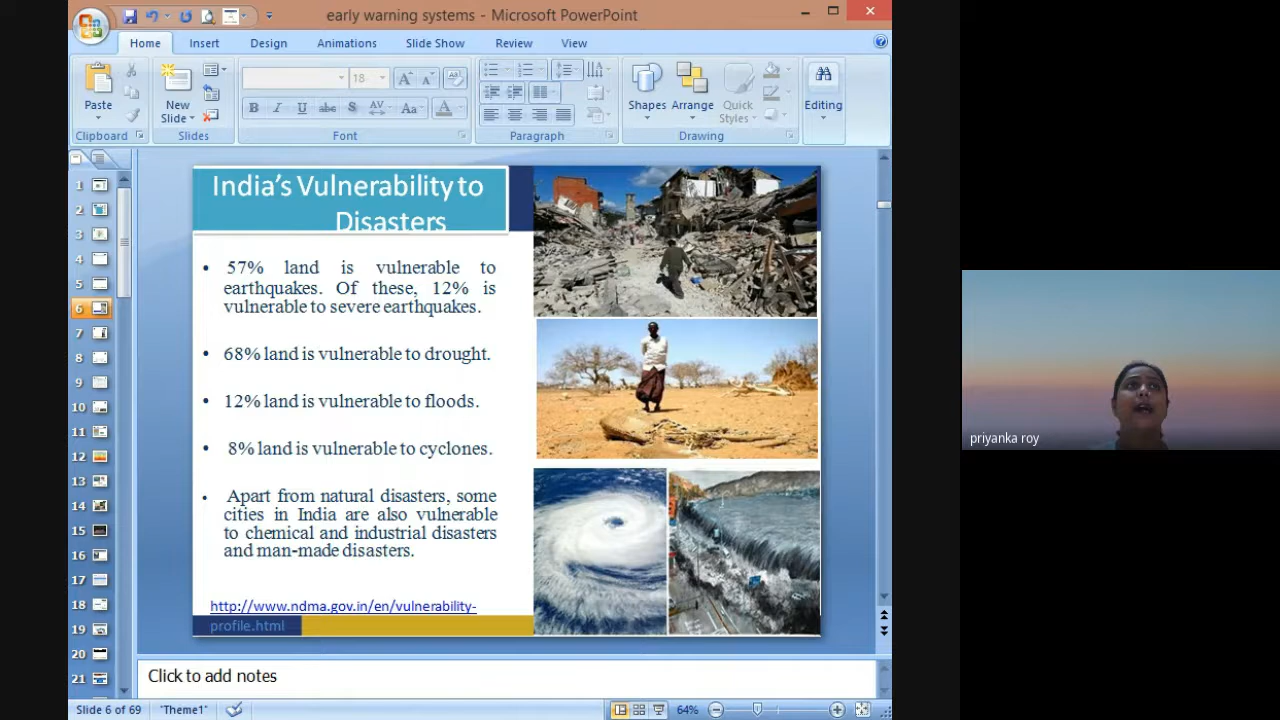 early warning systems - Microsoft PowerPoint
Home Insert Design Animations Slide Show Review View
18
Paste New Slide Shapes Arrange Quick Styles Editing
B I U abc S AV Aa A
Clipboard Slides Font Paragraph Drawing
1
2
3
4
5
6
7
8
9
10
11
12
13
14
15
16
17
18
19
20
21
India's Vulnerability to
Disasters
• 57% land is vulnerable to
earthquakes. Of these, 12% is
vulnerable to severe earthquakes.
• 68% land is vulnerable to drought.
• 12% land is vulnerable to floods.
• 8% land is vulnerable to cyclones.
• Apart from natural disasters, some
cities in India are also vulnerable
to chemical and industrial disasters
and man-made disasters.
http://www.ndma.gov.in/en/vulnerability-
profile.html
Click to add notes
Slide 6 of 69 "Theme1" 64%
priyanka roy